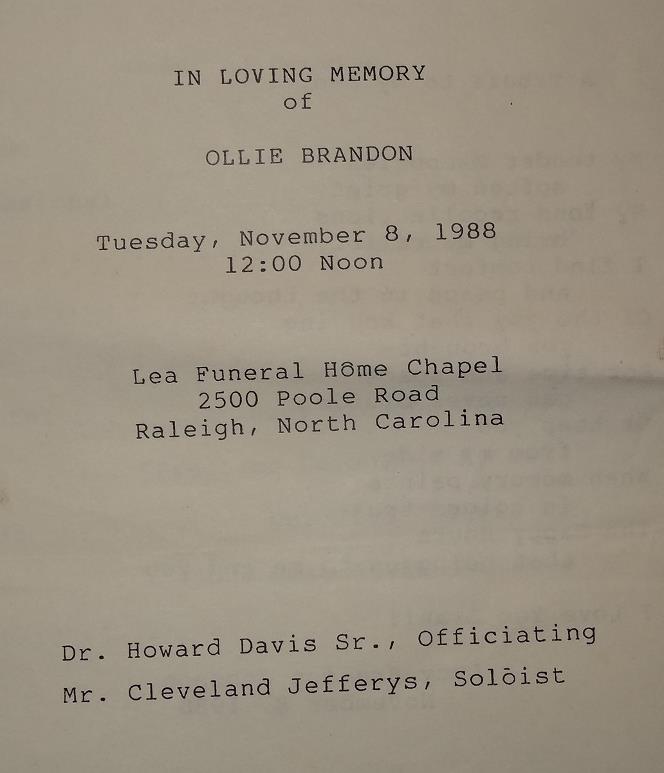 IN LOVING MEMORY
of
OLLIE BRANDON
Tuesday, November 8, 1988
12:00 Noon
Lea Funeral Hôme Chapel
2500 Poole Road
Raleigh, North Carolina
Dr. Howard Davis Sr., Officiating
Mr. Cleveland Jefferys, Solōist